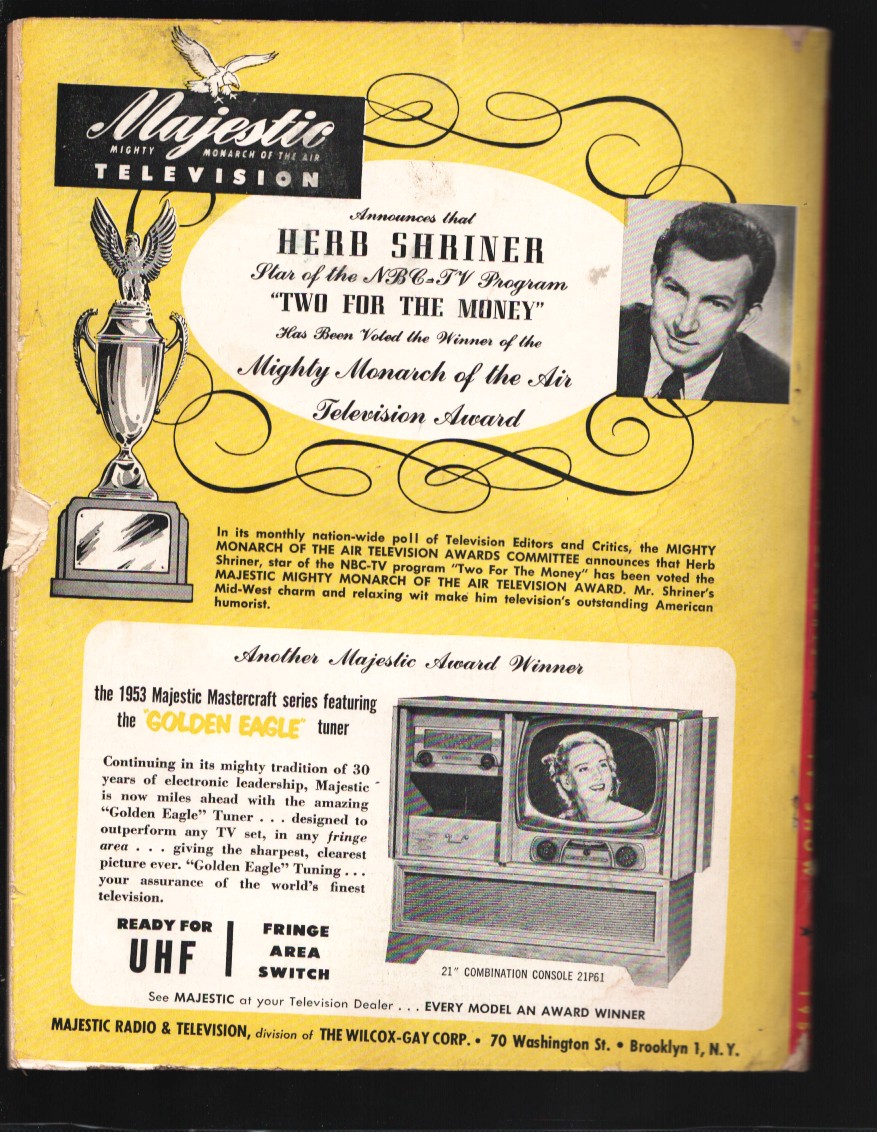 Majestic
MIGHTY MONARCH OF THE AIR
TELEVISION
Announces that
HERB SHRINER
Star of the NBC-TV Program
"TWO FOR THE MONEY"
Has Been Voted the Winner of the
Mighty Monarch of the Air
Television Award
In its monthly nation-wide poll of Television Editors and Critics, the MIGHTY
MONARCH OF THE AIR TELEVISION AWARDS COMMITTEE announces that Herb
Shriner, star of the NBC-TV program "Two For The Money" has been voted the
MAJESTIC MIGHTY MONARCH OF THE AIR TELEVISION AWARD. Mr. Shriner's
Mid-West charm and relaxing wit make him television's outstanding American
humorist.
Another Majestic Award Winner
the 1953 Majestic Mastercraft series featuring
the "GOLDEN EAGLE" tuner
Continuing in its mighty tradition of 30
years of electronic leadership, Majestic
is now miles ahead with the amazing
"Golden Eagle" Tuner . . . designed to
outperform any TV set, in any fringe
area . . . giving the sharpest, clearest
picture ever. "Golden Eagle" Tuning . . .
your assurance of the world's finest
television.
READY FOR
UHF
FRINGE
AREA
SWITCH
21" COMBINATION CONSOLE 21P61
See MAJESTIC at your Television Dealer . . . EVERY MODEL AN AWARD WINNER
MAJESTIC RADIO & TELEVISION, division of THE WILCOX-GAY CORP. • 70 Washington St. • Brooklyn 1, N. Y.